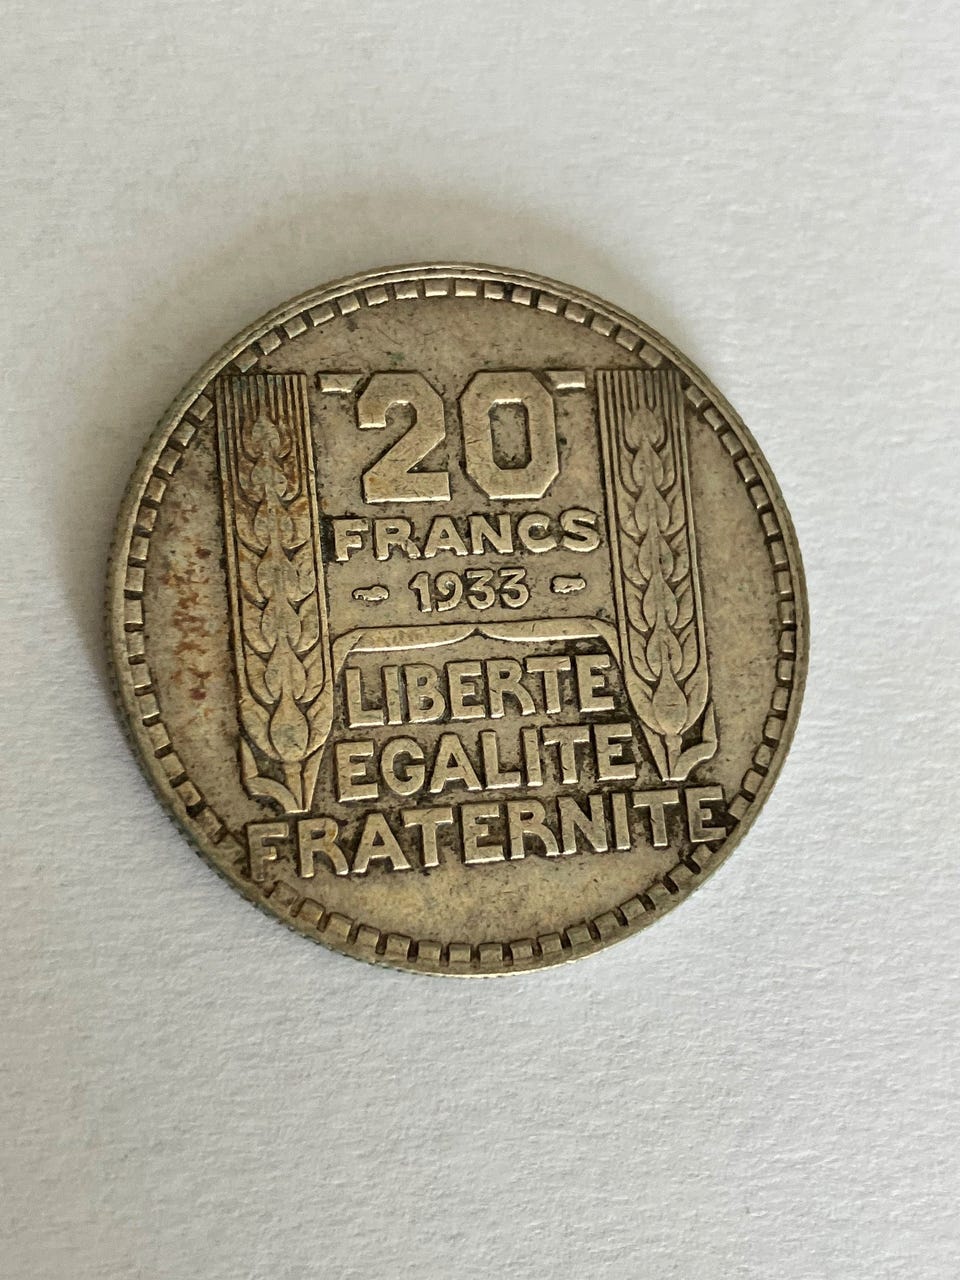 20
FRANCS
- 1933 -
LIBERTE
EGALITE
FRATERNITE